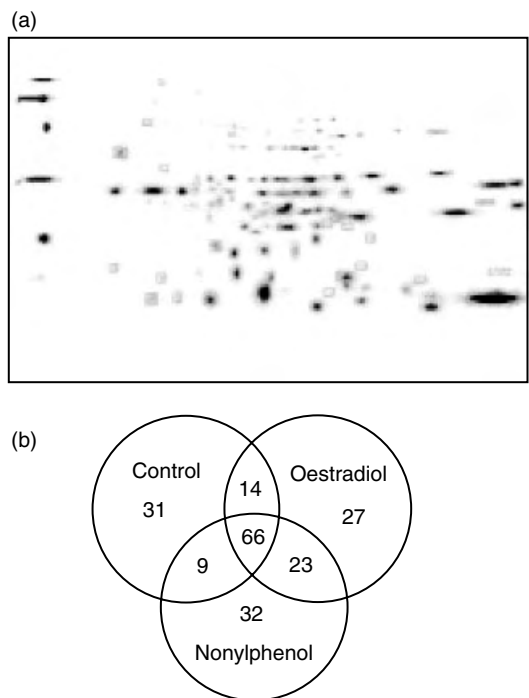 (a)
(b)
Control
Oestradiol
14
31
27
66
9
23
32
Nonylphenol